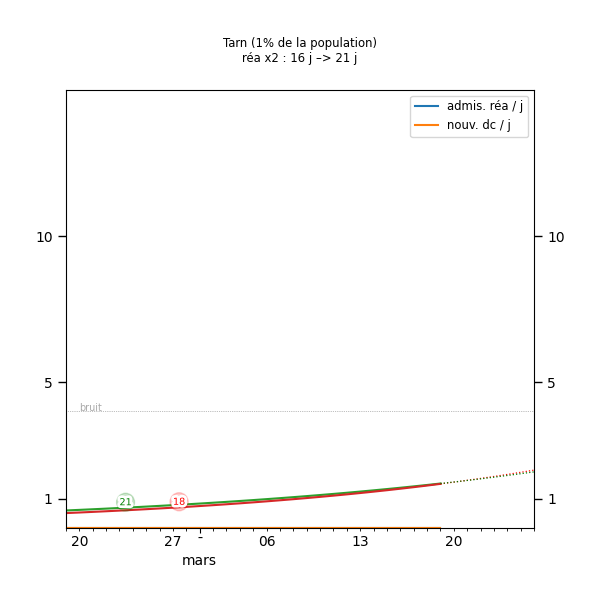 Tarn (1% de la population)
réa x2 : 16 j –> 21 j
admis. réa / j
nouv. dc / j
10 10
5 5
bruit
21 18
1 1
20 27 - 06 13 20
mars